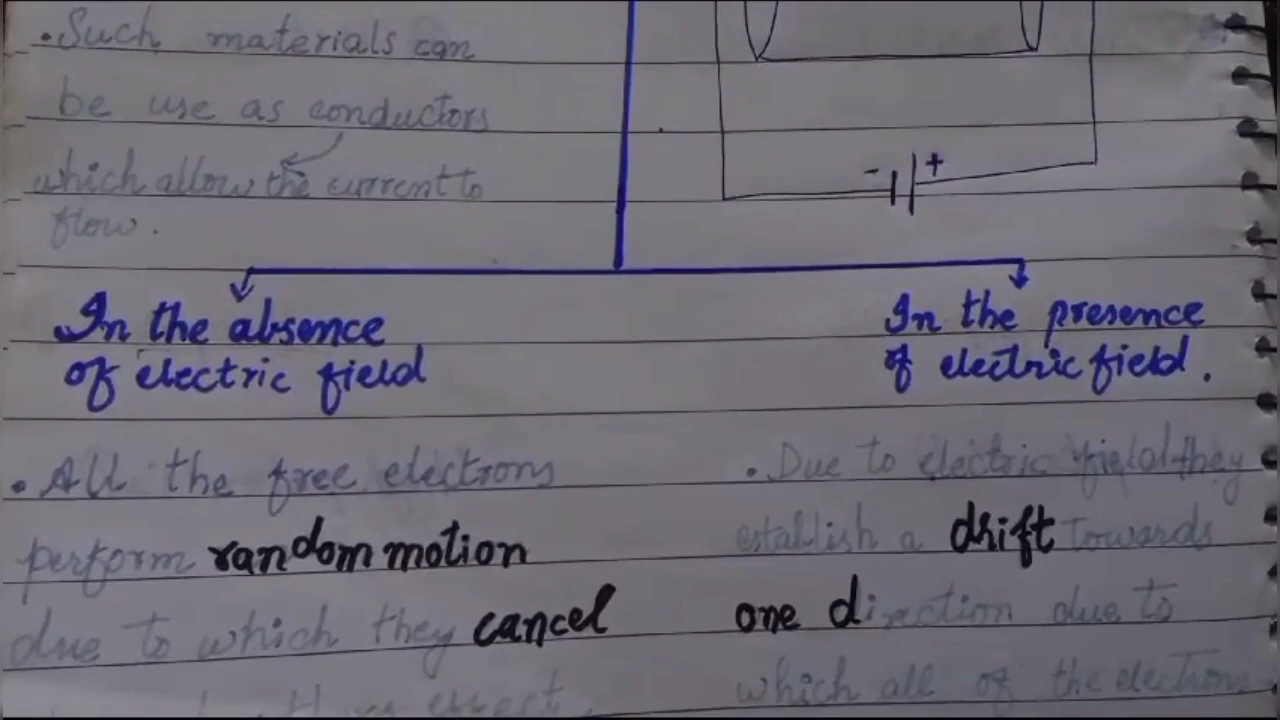 • Such materials can
be use as conductors
which allow the current to
flow.
- +
In the absence
of electric field
In the presence
of electric field.
• All the free electrons
perform random motion
due to which they cancel
effect.
• Due to electric field they
establish a drift towards
one direction due to
which all of the electrons